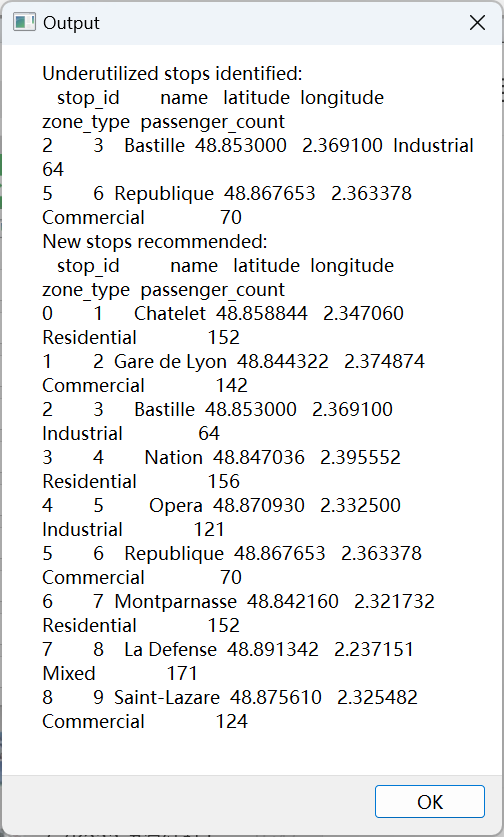 Output
Underutilized stops identified:
stop_id name latitude longitude
zone_type passenger_count
2 3 Bastille 48.853000 2.369100 Industrial
64
5 6 Republique 48.867653 2.363378
Commercial 70
New stops recommended:
stop_id name latitude longitude
zone_type passenger_count
0 1 Chatelet 48.858844 2.347060
Residential 152
1 2 Gare de Lyon 48.844322 2.374874
Commercial 142
2 3 Bastille 48.853000 2.369100
Industrial 64
3 4 Nation 48.847036 2.395552
Residential 156
4 5 Opera 48.870930 2.332500
Industrial 121
5 6 Republique 48.867653 2.363378
Commercial 70
6 7 Montparnasse 48.842160 2.321732
Residential 152
7 8 La Defense 48.891342 2.237151
Mixed 171
8 9 Saint-Lazare 48.875610 2.325482
Commercial 124
OK